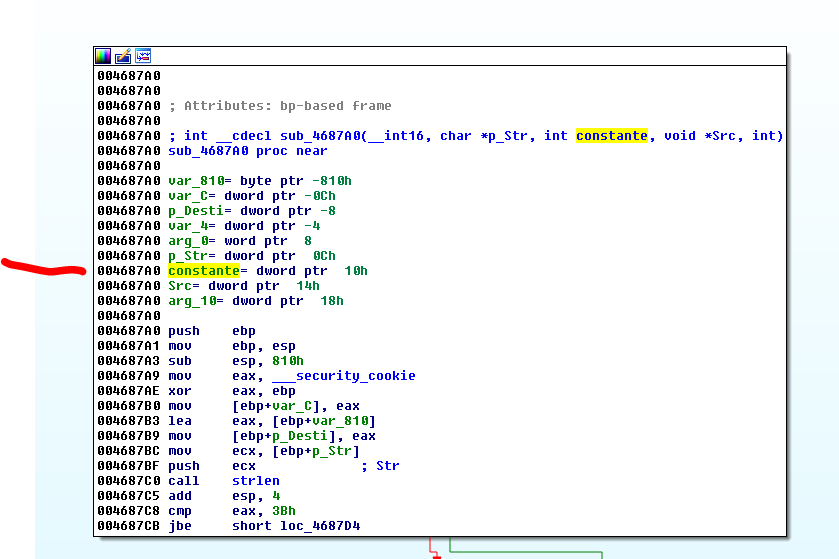 004687A0
004687A0
004687A0 ; Attributes: bp-based frame
004687A0
004687A0 ; int __cdecl sub_4687A0(__int16, char *p_Str, int constante, void *Src, int)
004687A0 sub_4687A0 proc near
004687A0
004687A0 var_810= byte ptr -810h
004687A0 var_C= dword ptr -0Ch
004687A0 p_Desti= dword ptr -8
004687A0 var_4= dword ptr -4
004687A0 arg_0= word ptr  8
004687A0 p_Str= dword ptr  0Ch
004687A0 constante= dword ptr  10h
004687A0 Src= dword ptr  14h
004687A0 arg_10= dword ptr  18h
004687A0
004687A0 push    ebp
004687A1 mov     ebp, esp
004687A3 sub     esp, 810h
004687A9 mov     eax, ___security_cookie
004687AE xor     eax, ebp
004687B0 mov     [ebp+var_C], eax
004687B3 lea     eax, [ebp+var_810]
004687B9 mov     [ebp+p_Desti], eax
004687BC mov     ecx, [ebp+p_Str]
004687BF push    ecx             ; Str
004687C0 call    strlen
004687C5 add     esp, 4
004687C8 cmp     eax, 3Bh
004687CB jbe     short loc_4687D4